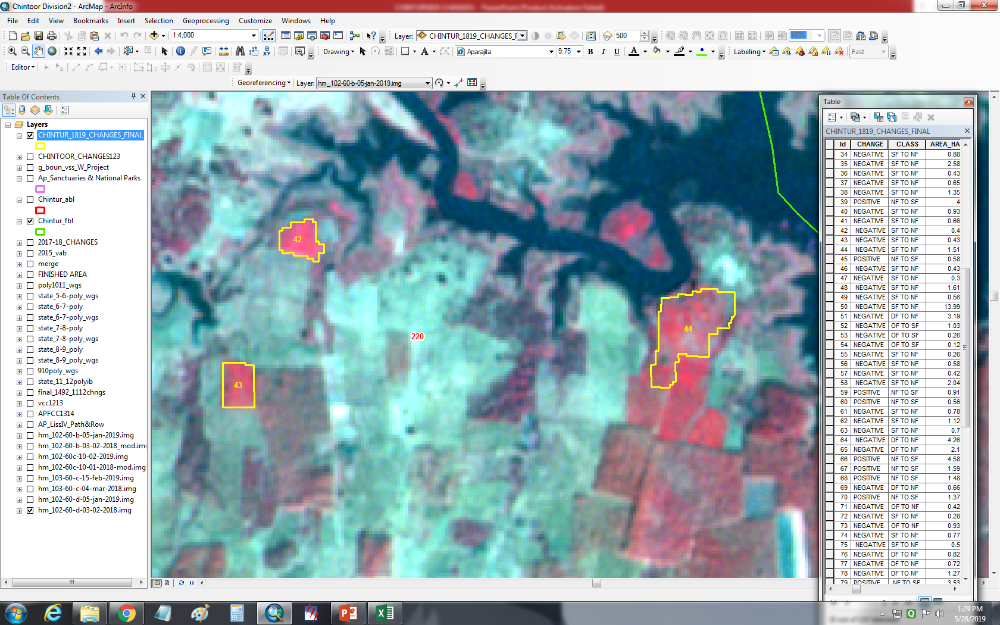 Chintoor Division2 - ArcMap - ArcInfo
File Edit View Bookmarks Insert Selection Geoprocessing Customize Windows Help
1:4,000
Layer: CHINTUR_1819_CHANGES_F
500
100%
Drawing
A
Aparajita
9.75
B I U A
Labeling
Fast
Editor
Georeferencing Layer: hm_102-60-b-05-jan-2019.img
Table Of Contents
Layers
CHINTUR_1819_CHANGES_FINAL
CHINTOOR_CHANGES123
g_boun_vss_W_Project
Ap_Sanctuaries & National Parks
Chintur_abl
Chintur_fbl
2017-18_CHANGES
2015_vab
merge
FINISHED AREA
poly1011_wgs
state_5-6-poly_wgs
state_6-7-poly
state_6-7-poly_wgs
state_7-8-poly
state_7-8-poly_wgs
state_8-9_poly
state_8-9_poly_wgs
910poly_wgs
state_11_12polyib
final_1492_1112chngs
vcc1213
APFCC1314
AP_LissIV_Path&Row
hm_102-60-b-05-jan-2019.img
hm_102-60-b-03-02-2018_mod.im
hm_102-60c-10-02-2019.img
hm_102-60c-10-01-2018-mod.img
hm_103-60-c-15-feb-2019.img
hm_103-60-c-04-mar-2018.img
hm_102-60-d-05-jan-2019.img
hm_102-60-d-03-02-2018.img
42
43
220
44
Table
CHINTUR_1819_CHANGES_FINAL
Id CHANGE CLASS AREA_HA
34 NEGATIVE SF TO NF 0.88
35 NEGATIVE SF TO NF 2.58
36 NEGATIVE SF TO NF 0.43
37 NEGATIVE SF TO NF 0.65
38 NEGATIVE SF TO NF 1.35
39 POSITIVE NF TO SF 4
40 NEGATIVE SF TO NF 0.93
41 NEGATIVE SF TO NF 0.66
42 NEGATIVE SF TO NF 0.4
43 NEGATIVE SF TO NF 0.43
44 NEGATIVE SF TO NF 1.51
45 POSITIVE NF TO SF 0.58
46 NEGATIVE SF TO NF 0.43
47 NEGATIVE SF TO NF 0.3
48 NEGATIVE SF TO NF 1.61
49 NEGATIVE SF TO NF 0.56
50 NEGATIVE SF TO NF 13.99
51 NEGATIVE DF TO NF 3.19
52 NEGATIVE OF TO SF 1.03
53 NEGATIVE OF TO SF 0.26
54 NEGATIVE OF TO SF 0.12
55 NEGATIVE SF TO NF 0.26
56 NEGATIVE SF TO NF 0.58
57 NEGATIVE SF TO NF 0.42
58 NEGATIVE SF TO NF 2.04
59 POSITIVE NF TO SF 0.91
60 POSITIVE NF TO SF 0.56
61 NEGATIVE SF TO NF 0.78
62 NEGATIVE SF TO NF 1.12
63 NEGATIVE SF TO NF 0.7
64 NEGATIVE DF TO NF 4.26
65 NEGATIVE DF TO NF 2.1
66 POSITIVE NF TO SF 4.58
67 POSITIVE NF TO SF 1.59
68 POSITIVE NF TO SF 1.48
69 NEGATIVE DF TO NF 0.66
70 POSITIVE NF TO SF 1.37
71 NEGATIVE OF TO NF 0.42
72 NEGATIVE SF TO NF 0.28
73 NEGATIVE OF TO NF 0.93
74 NEGATIVE SF TO NF 0.77
75 NEGATIVE SF TO NF 0.5
76 NEGATIVE DF TO NF 0.82
77 NEGATIVE DF TO NF 0.72
78 NEGATIVE DF TO NF 1.27
79 POSITIVE NF TO SF 3.53
1:29 PM
5/28/2019